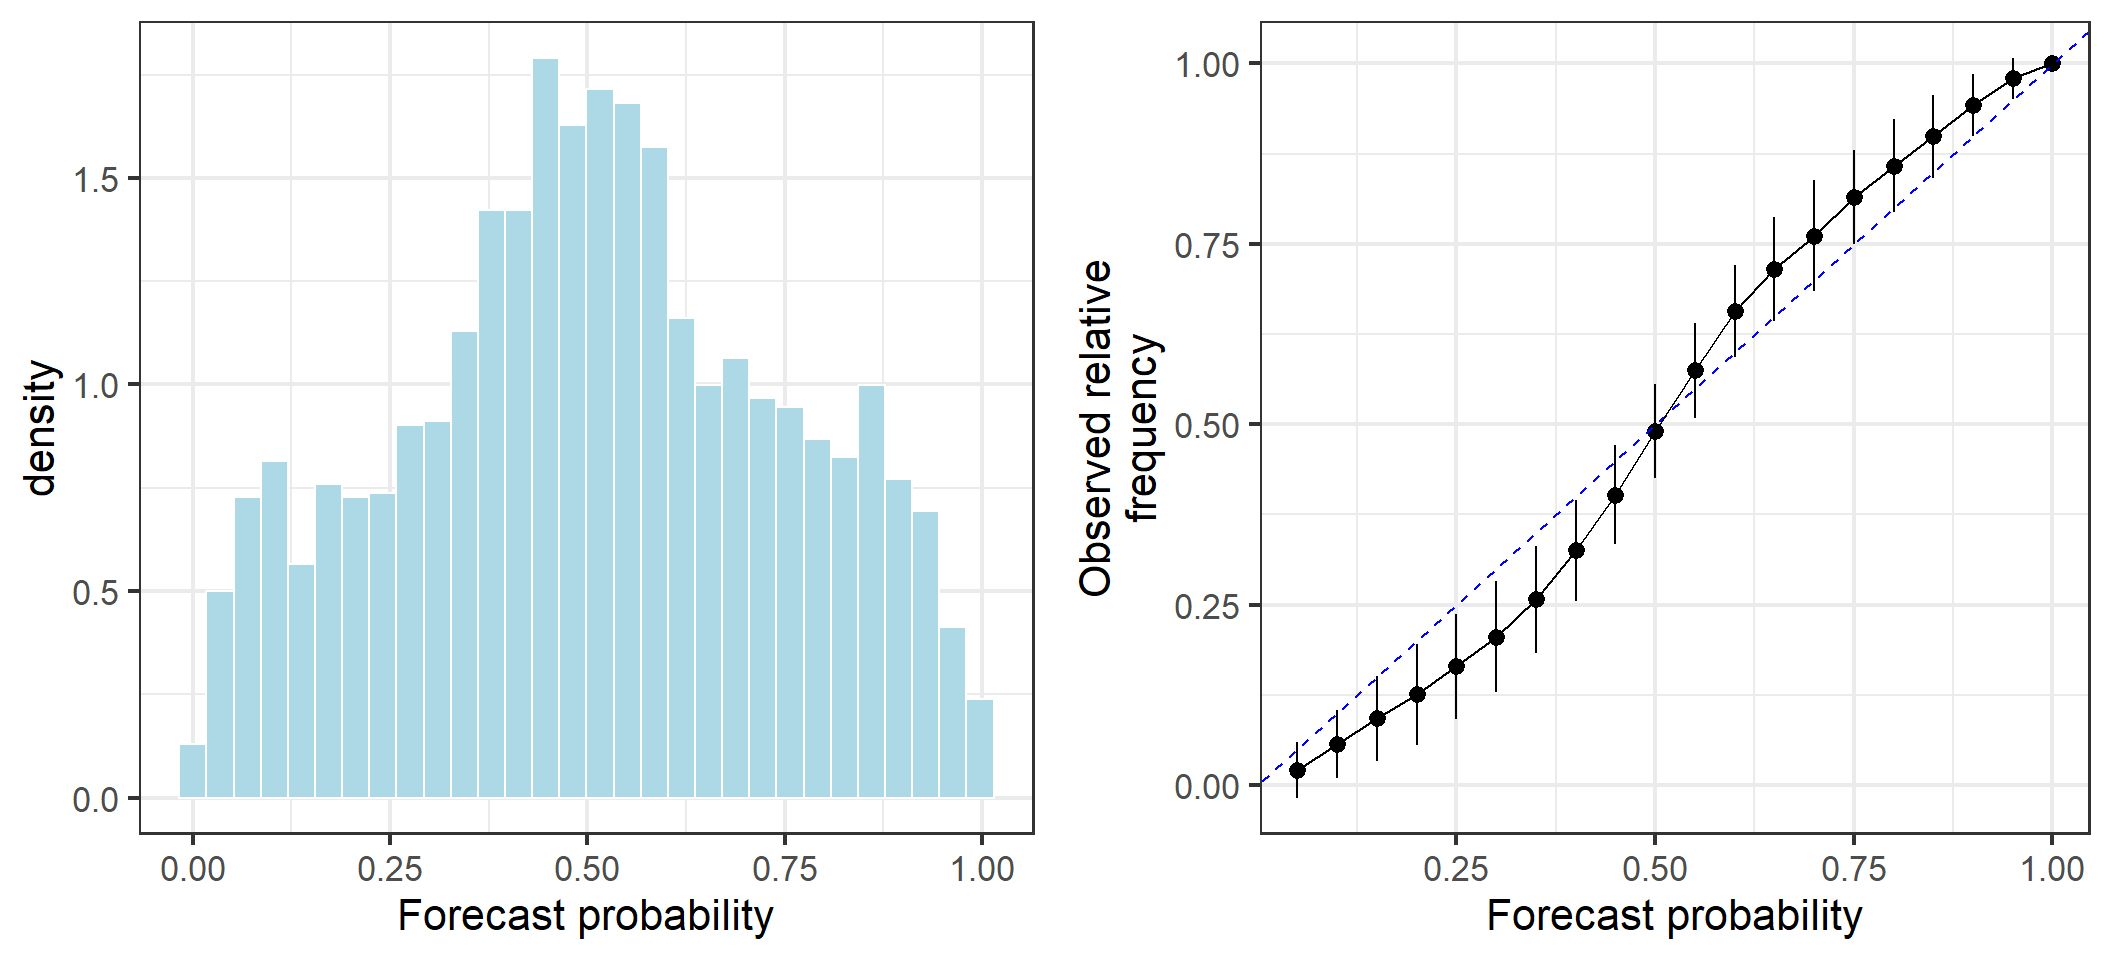 density
1.5
1.0
0.5
0.0
0.00 0.25 0.50 0.75 1.00
Forecast probability
Observed relative
frequency
1.00
0.75
0.50
0.25
0.00
0.25 0.50 0.75 1.00
Forecast probability